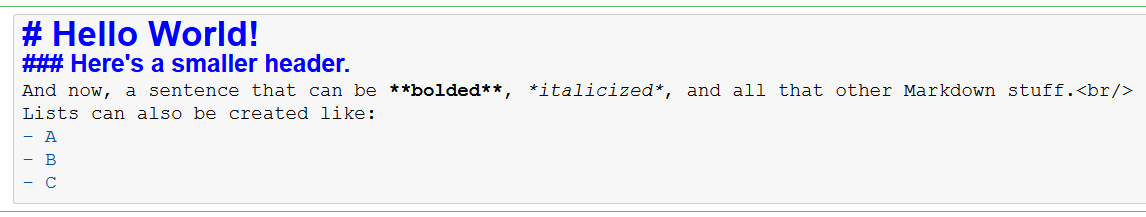 # Hello World!
### Here's a smaller header.
And now, a sentence that can be **bolded**, *italicized*, and all that other Markdown stuff.<br/>
Lists can also be created like:
- A
- B
- C